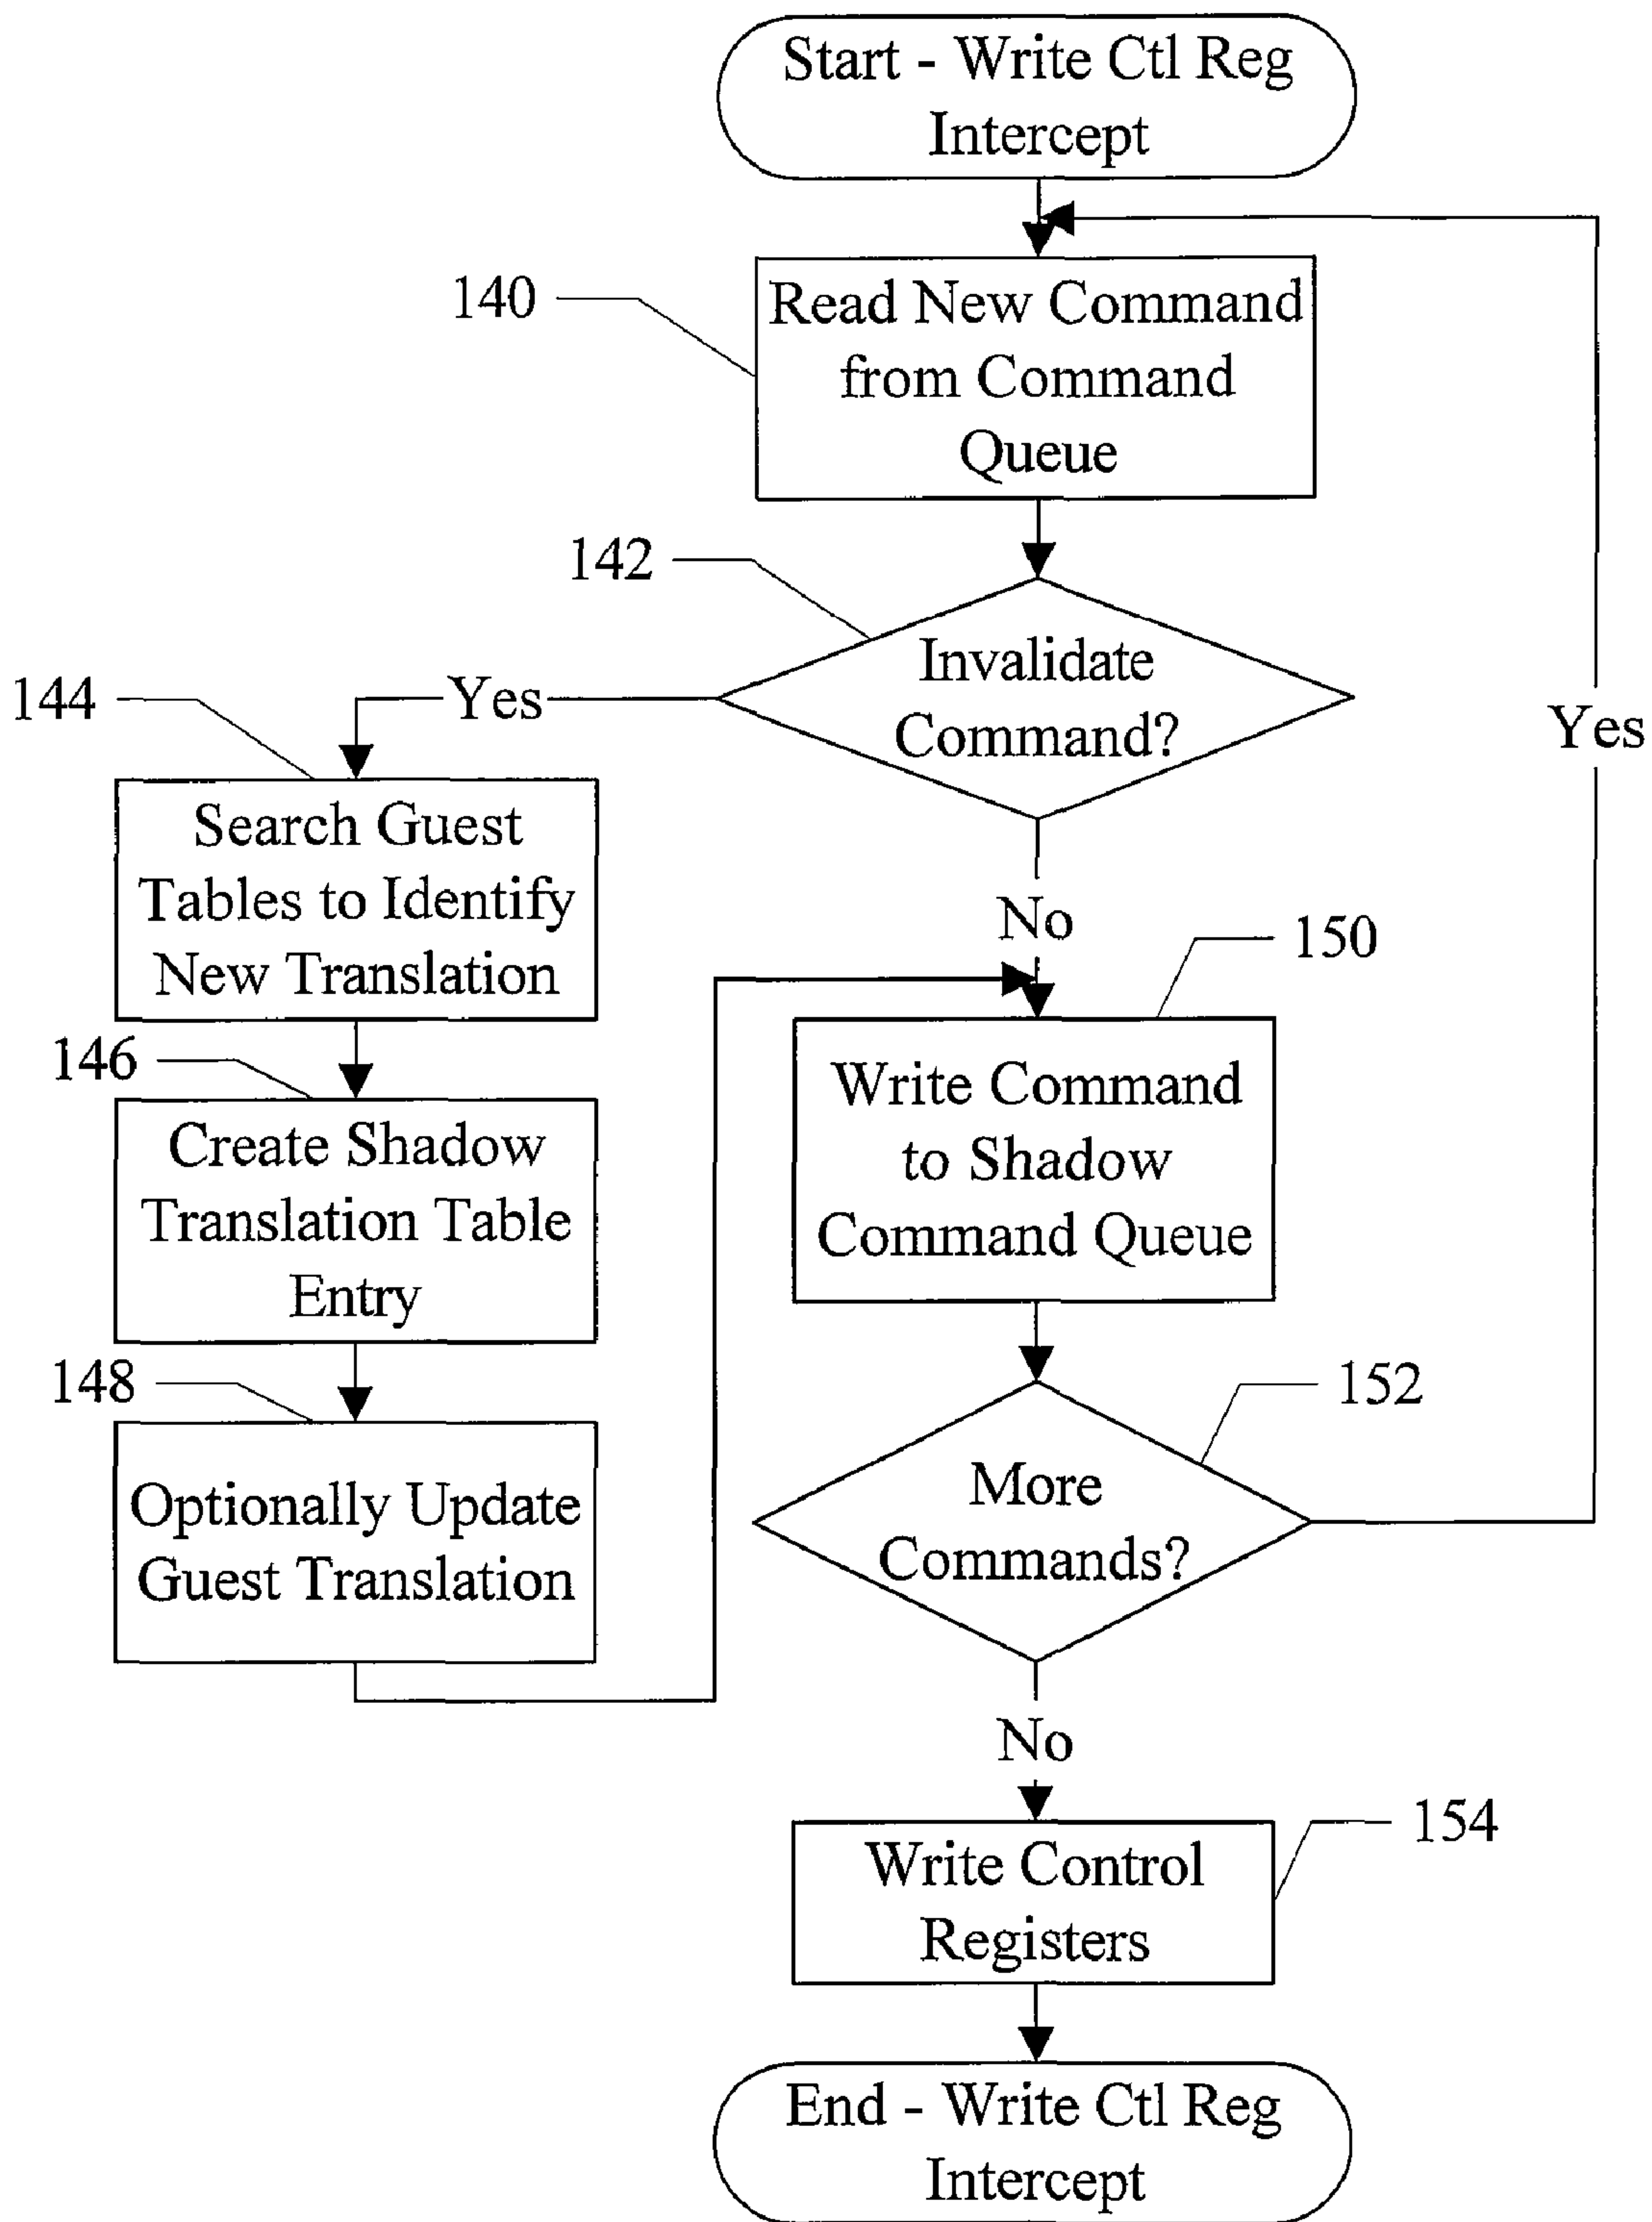 Start - Write Ctl Reg
Intercept
140
Read New Command
from Command
Queue
142
Invalidate
Command?
Yes
Yes
144
Search Guest
Tables to Identify
New Translation
No
150
146
Create Shadow
Translation Table
Entry
Write Command
to Shadow
Command Queue
148
Optionally Update
Guest Translation
152
More
Commands?
No
154
Write Control
Registers
End - Write Ctl Reg
Intercept